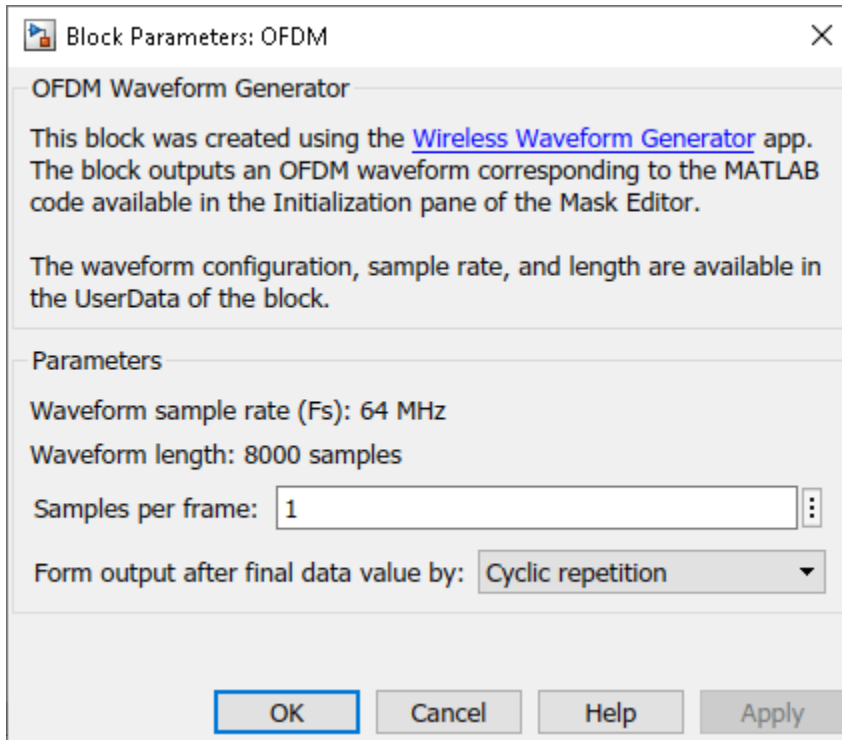 Block Parameters: OFDM
OFDM Waveform Generator
This block was created using the Wireless Waveform Generator app.
The block outputs an OFDM waveform corresponding to the MATLAB
code available in the Initialization pane of the Mask Editor.
The waveform configuration, sample rate, and length are available in
the UserData of the block.
Parameters
Waveform sample rate (Fs): 64 MHz
Waveform length: 8000 samples
Samples per frame: 1
Form output after final data value by: Cyclic repetition
OK Cancel Help Apply